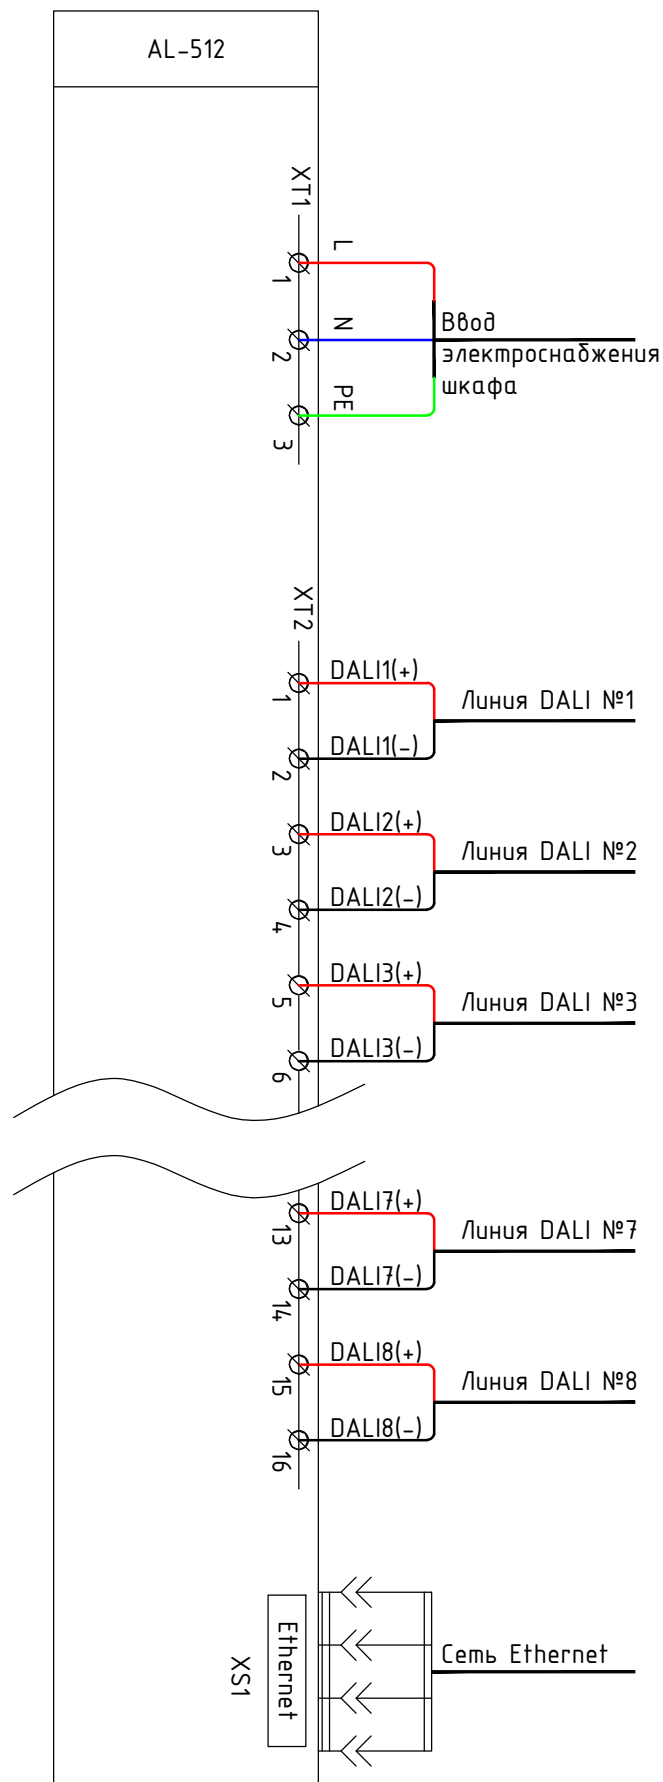 AL-512
XT1
L
1
N
2
PE
3
Ввод
электроснабжения
шкафа
XT2
DALI1(+)
1
Линия DALI №1
DALI1(-)
2
DALI2(+)
3
Линия DALI №2
DALI2(-)
4
DALI3(+)
5
Линия DALI №3
DALI3(-)
6
DALI7(+)
13
Линия DALI №7
DALI7(-)
14
DALI8(+)
15
Линия DALI №8
DALI8(-)
16
Ethernet
XS1
Сеть Ethernet